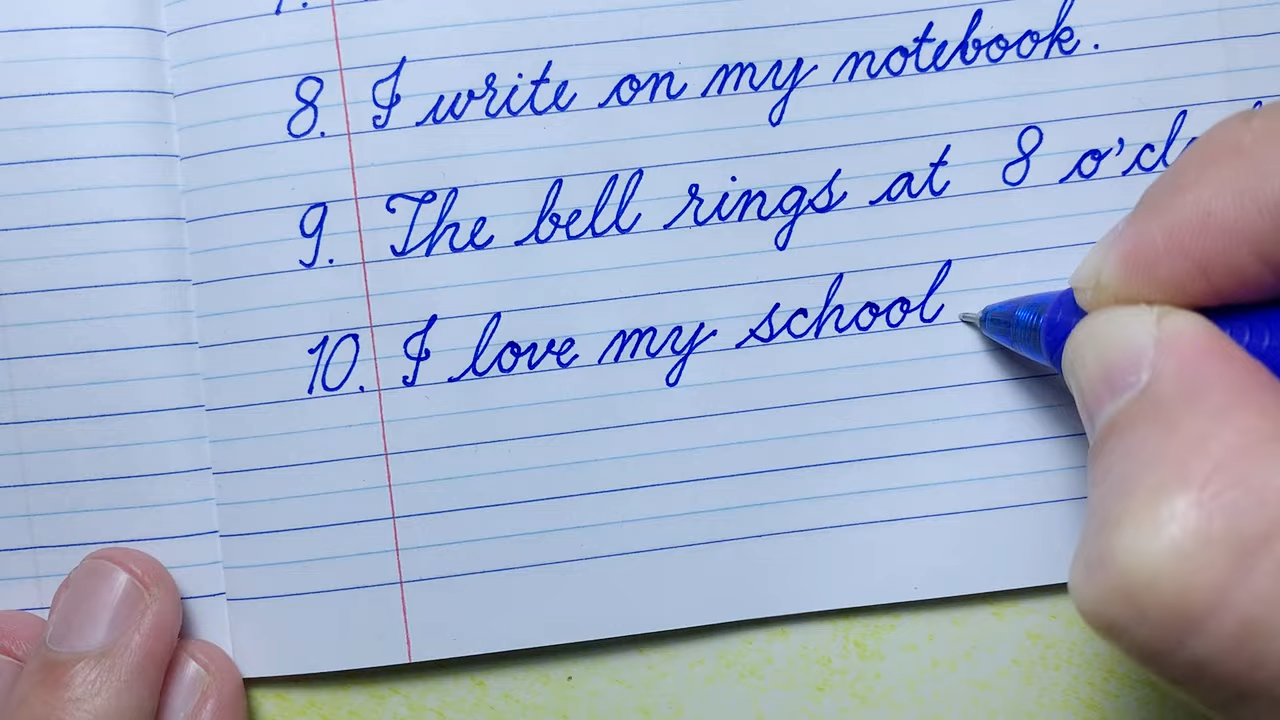 8. I write on my notebook.
9. The bell rings at 8
10. I love my school